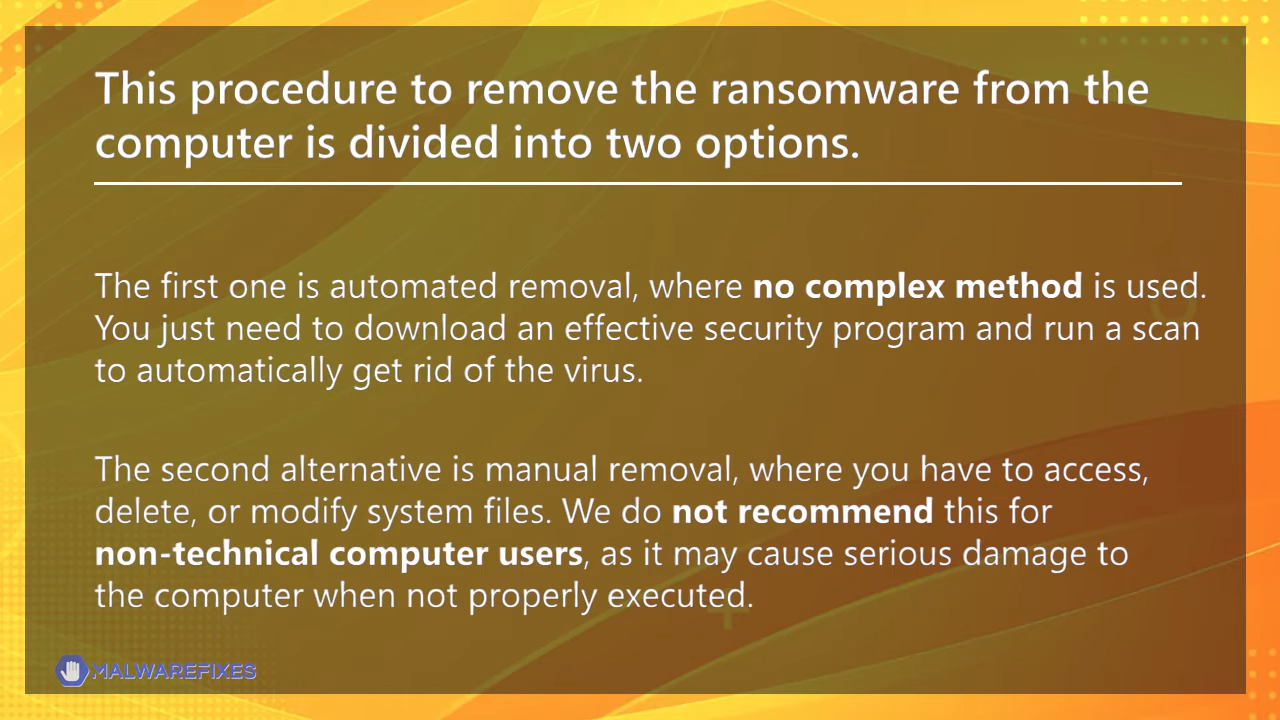 This procedure to remove the ransomware from the
computer is divided into two options.
The first one is automated removal, where no complex method is used.
You just need to download an effective security program and run a scan
to automatically get rid of the virus.
The second alternative is manual removal, where you have to access,
delete, or modify system files. We do not recommend this for
non-technical computer users, as it may cause serious damage to
the computer when not properly executed.
MALWAREFIXES